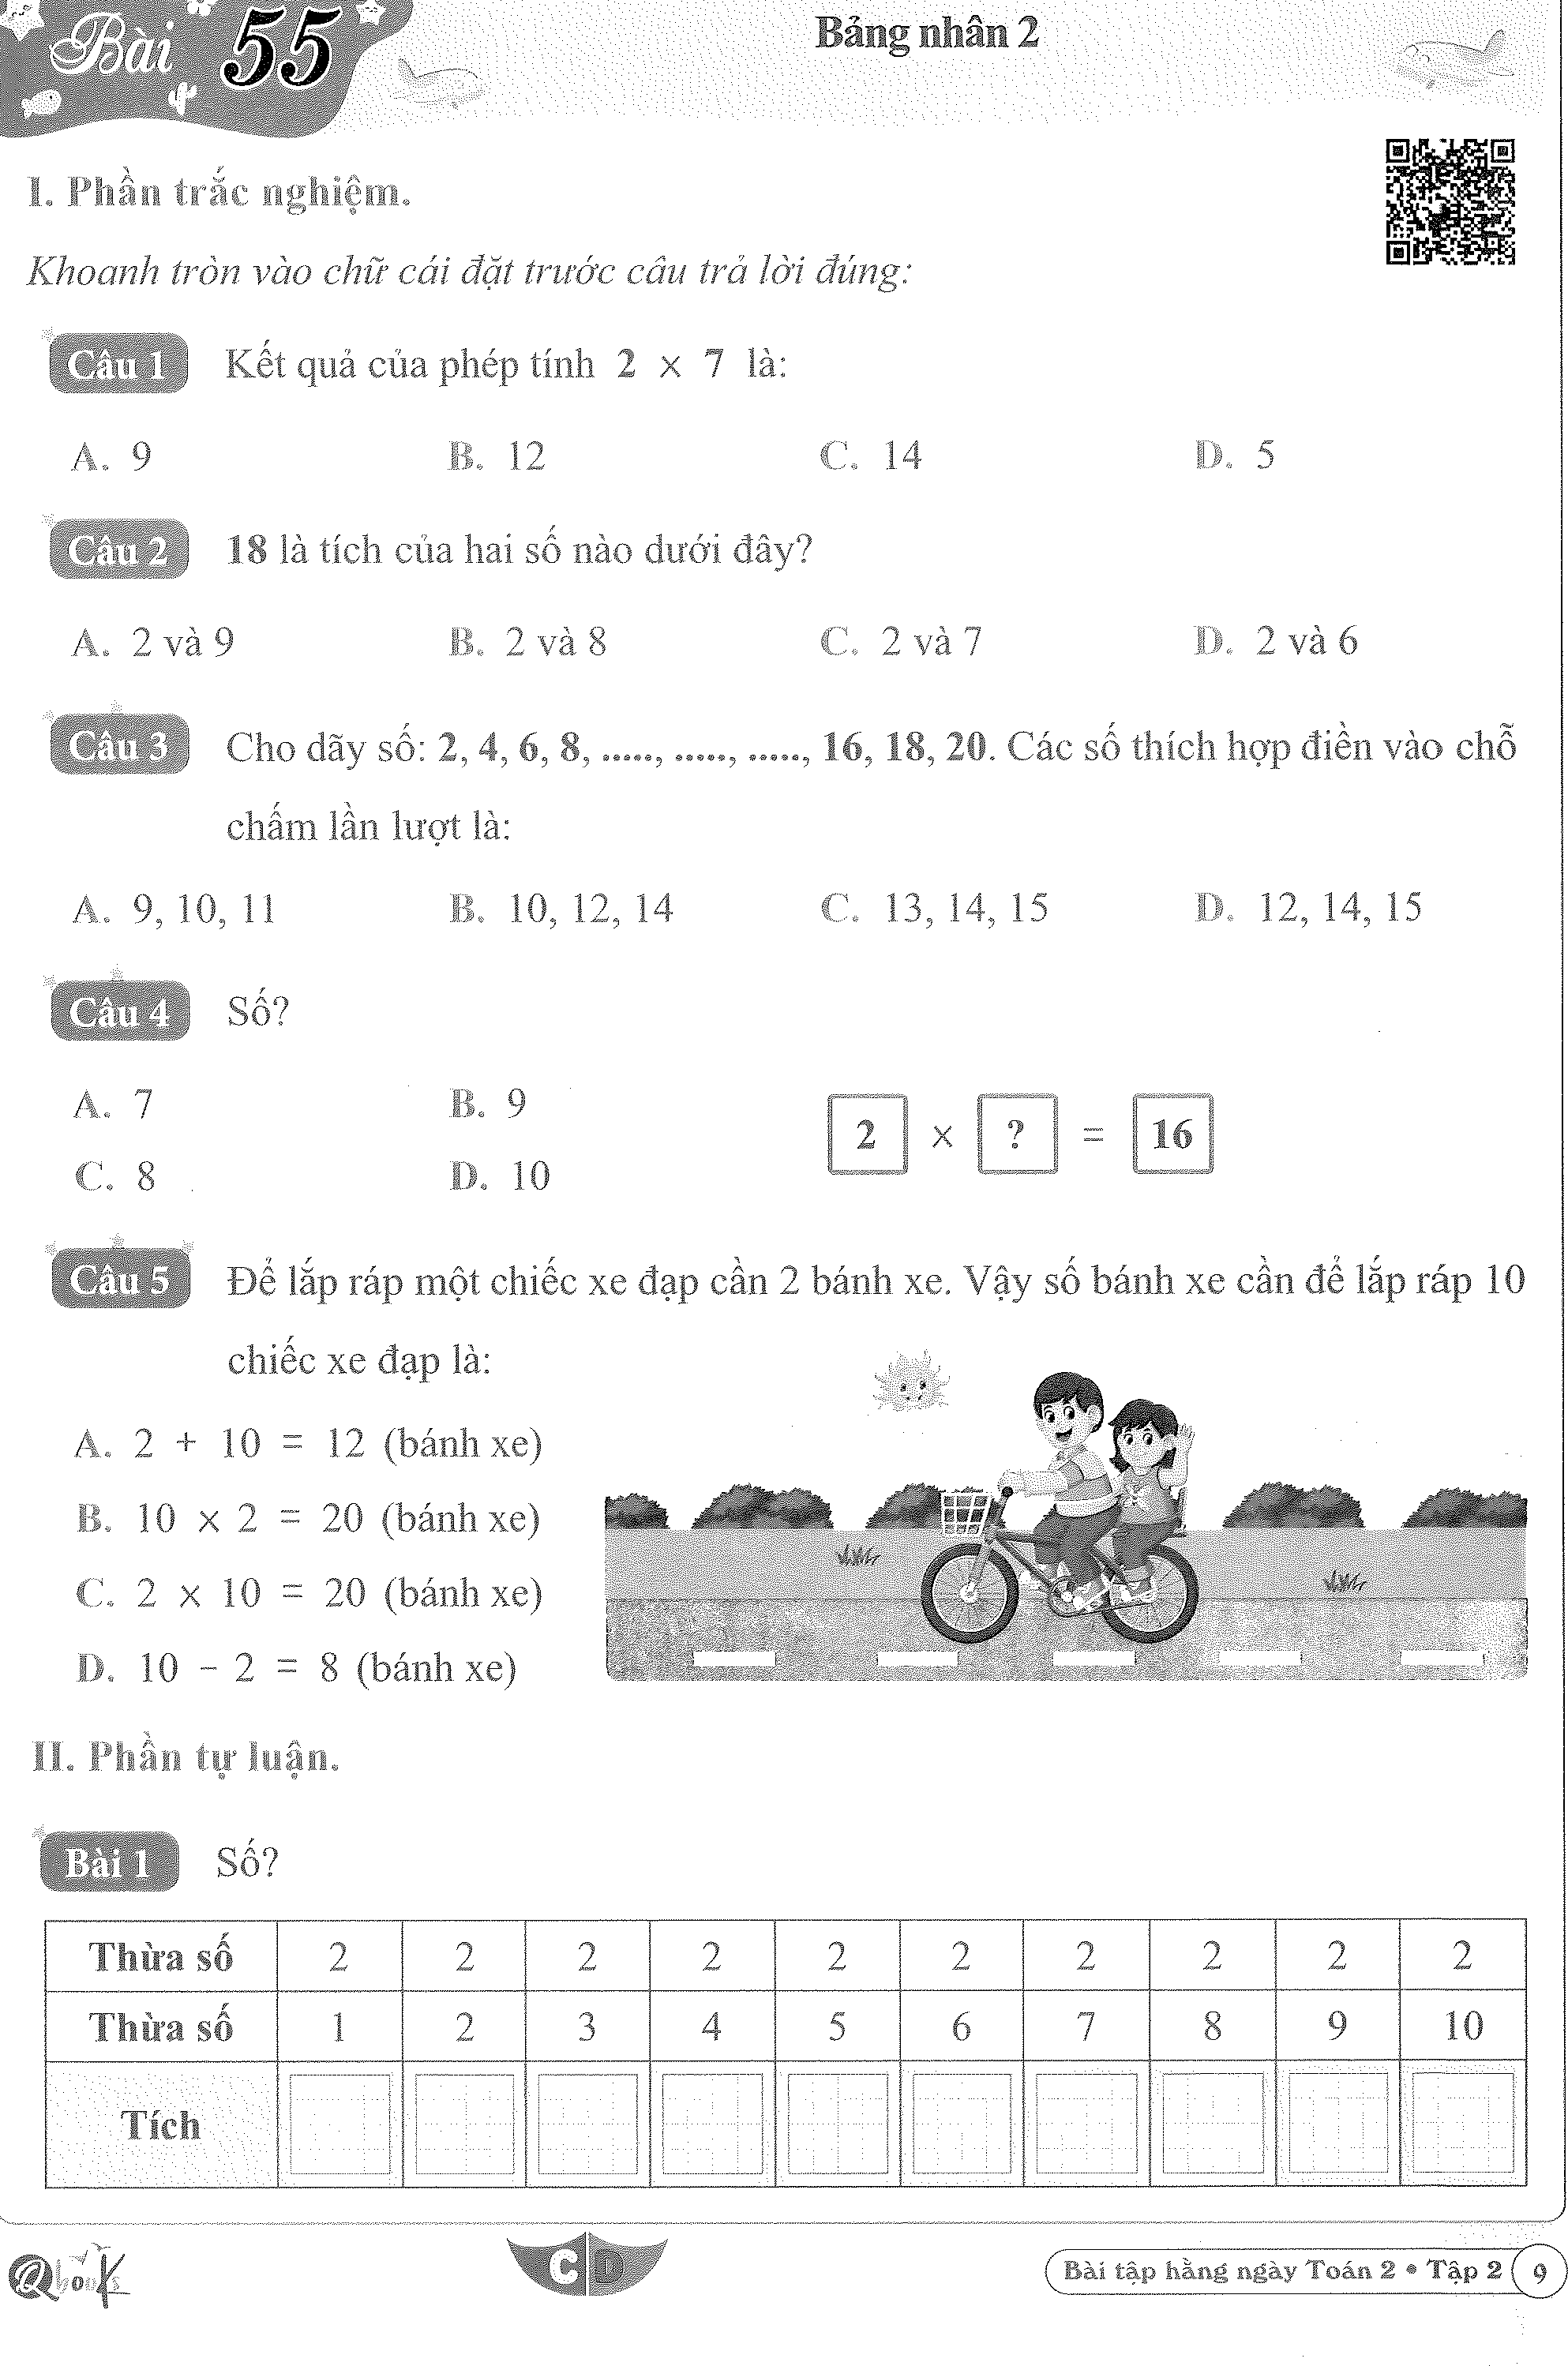 Bài 55
Bảng nhân 2
I. Phần trắc nghiệm.
Khoanh tròn vào chữ cái đặt trước câu trả lời đúng:
Câu 1 Kết quả của phép tính 2 × 7 là:
A. 9 B. 12 C. 14 D. 5
Câu 2 18 là tích của hai số nào dưới đây?
A. 2 và 9 B. 2 và 8 C. 2 và 7 D. 2 và 6
Câu 3 Cho dãy số: 2, 4, 6, 8, ....., ....., ....., 16, 18, 20. Các số thích hợp điền vào chỗ
chấm lần lượt là:
A. 9, 10, 11 B. 10, 12, 14 C. 13, 14, 15 D. 12, 14, 15
Câu 4 Số?
A. 7 B. 9
2 × ? = 16
C. 8 D. 10
Câu 5 Để lắp ráp một chiếc xe đạp cần 2 bánh xe. Vậy số bánh xe cần để lắp ráp 10
chiếc xe đạp là:
A. 2 + 10 = 12 (bánh xe)
B. 10 × 2 = 20 (bánh xe)
C. 2 × 10 = 20 (bánh xe)
D. 10 - 2 = 8 (bánh xe)
II. Phần tự luận.
Bài 1 Số?
Thừa số 2 2 2 2 2 2 2 2 2 2
Thừa số 1 2 3 4 5 6 7 8 9 10
Tích
Qbooks
C D
Bài tập hằng ngày Toán 2 • Tập 2 9